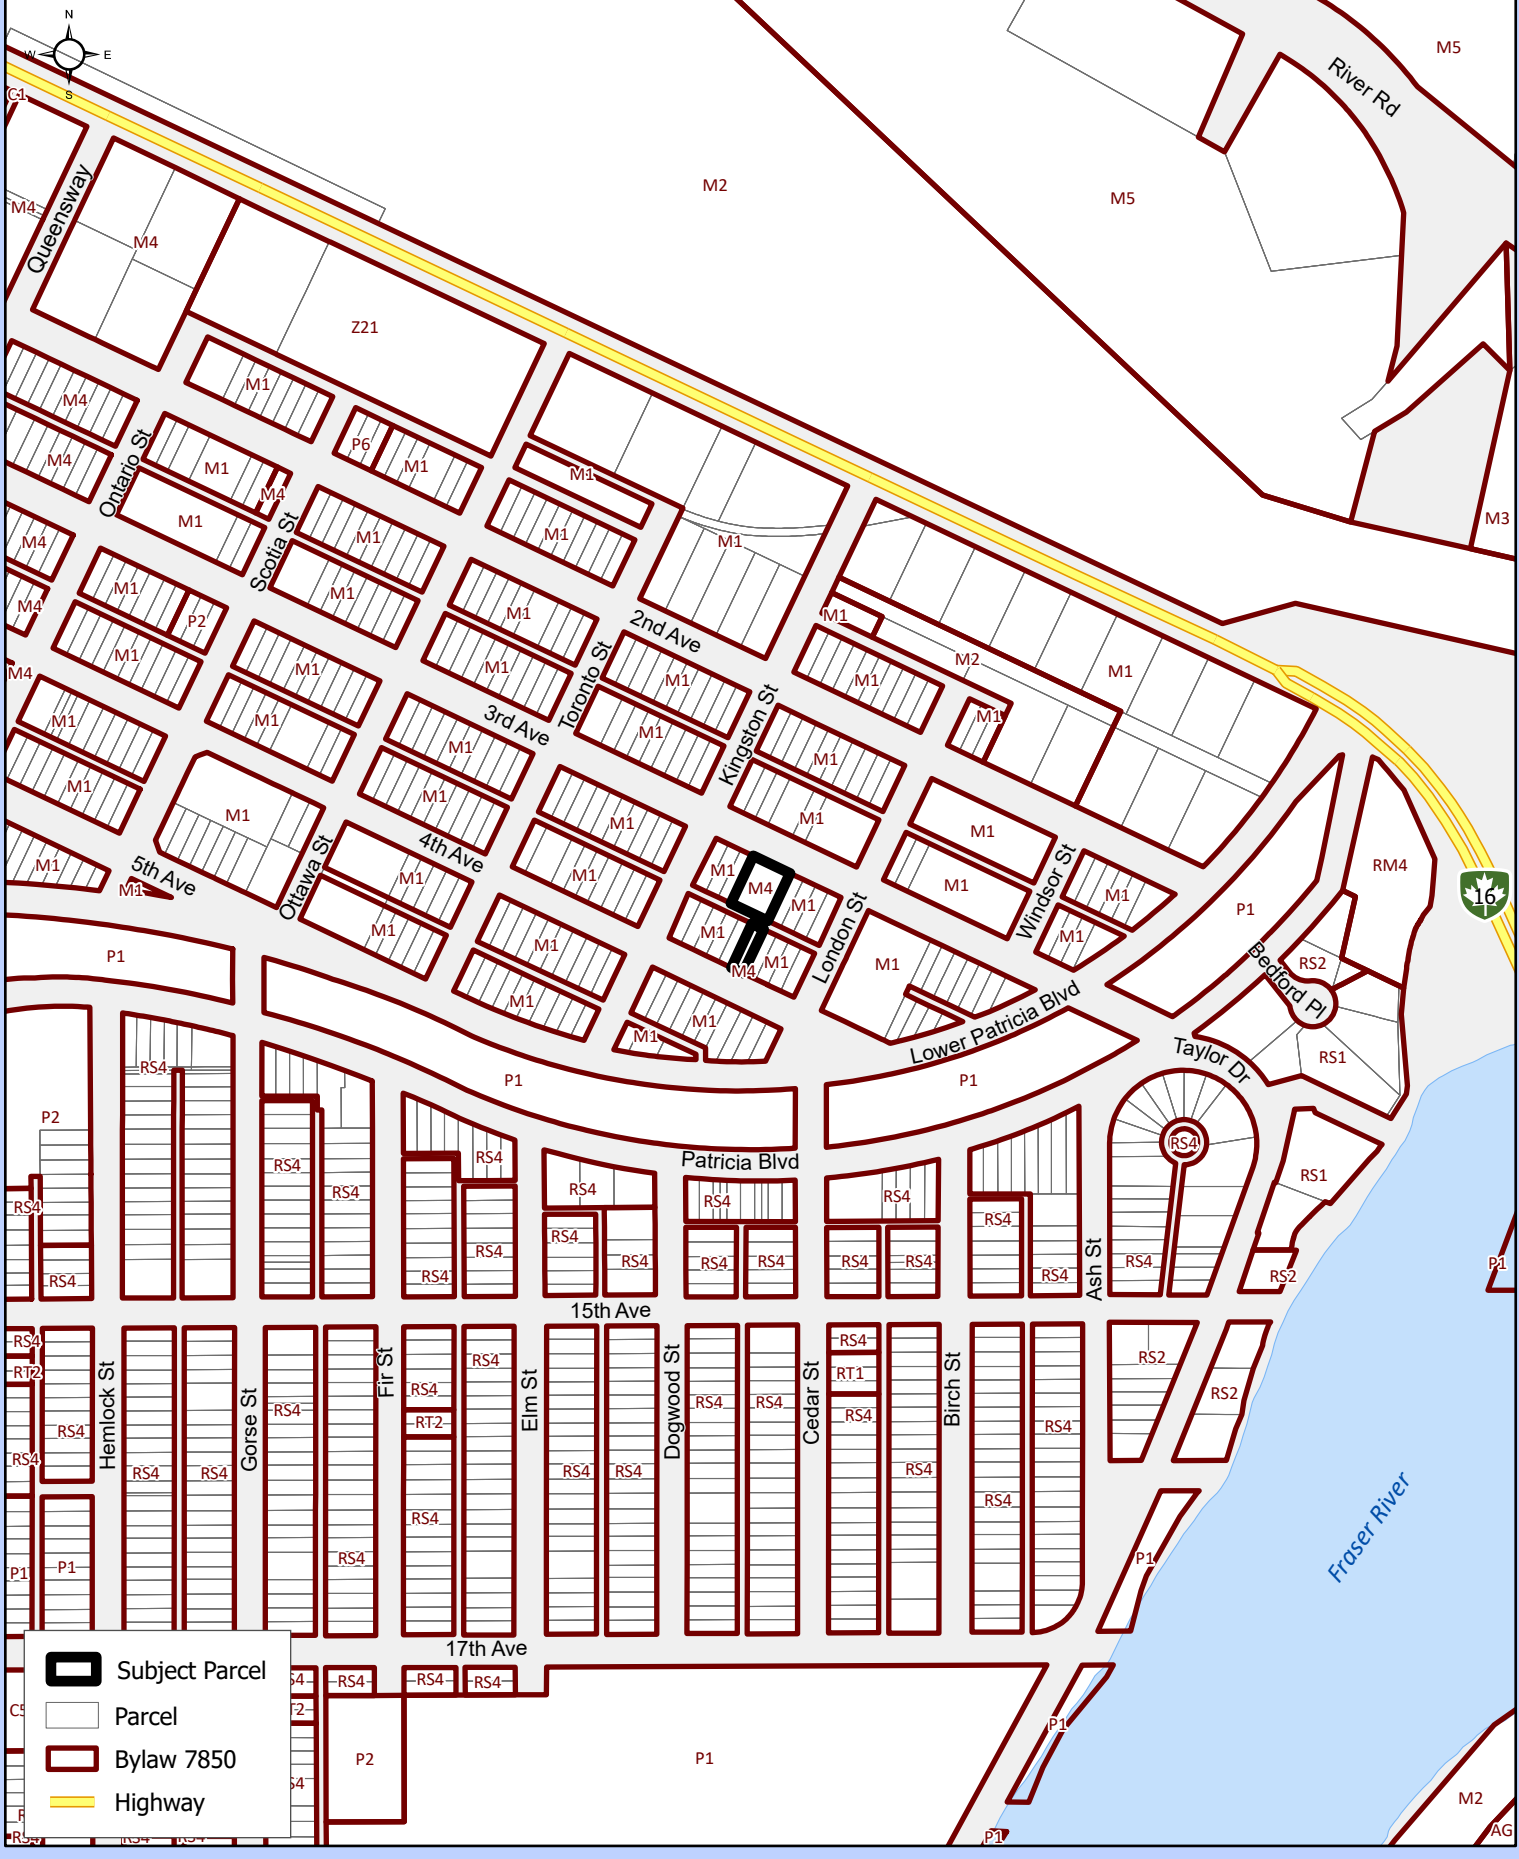 N
W
E
S
M5
River Rd
C1
M2
M5
M4
Queensway
M4
Z21
M1
M4
P6
M1
M4
Ontario St
M1
M4
M1
M1
M3
M1
Scotia St
M1
M1
M1
M4
M1
M1
M4
P2
M1
M1
2nd Ave
M1
M1
M2
M1
M4
M1
Toronto St
M1
M1
M1
M1
Kingston St
M1
M1
3rd Ave
M1
M1
M1
M1
M1
M1
M1
M1
M1
M1
4th Ave
M1
5th Ave
M1
Ottawa St
M1
M1
M1
M4
M1
M1
Windsor St
M1
RM4
16
P1
M1
M1
M1
M1
London St
M1
M1
P1
M4
M1
Bedford Pl
RS2
M1
M1
M1
Lower Patricia Blvd
Taylor Dr
RS1
RS4
P1
P1
P2
RS4
RS4
Patricia Blvd
RS4
RS4
RS4
RS4
RS4
RS4
RS1
RS4
RS4
RS4
RS4
RS4
RS4
RS4
RS4
RS4
RS4
RS4
RS4
RS4
Ash St
RS4
RS2
P1
15th Ave
RS4
RT2
RS4
Hemlock St
RS4
RS4
RS4
Gorse St
RS4
Fir St
RS4
RT2
RS4
RS4
Elm St
RS4
RS4
Dogwood St
RS4
RS4
Cedar St
RS4
RT1
RS4
Birch St
RS4
RS4
RS4
RS2
RS2
Fraser River
P1
P1
RS4
RS4
P1
17th Ave
RS4
RS4
RS4
P2
P1
P1
P1
M2
AG
Subject Parcel
Parcel
Bylaw 7850
Highway